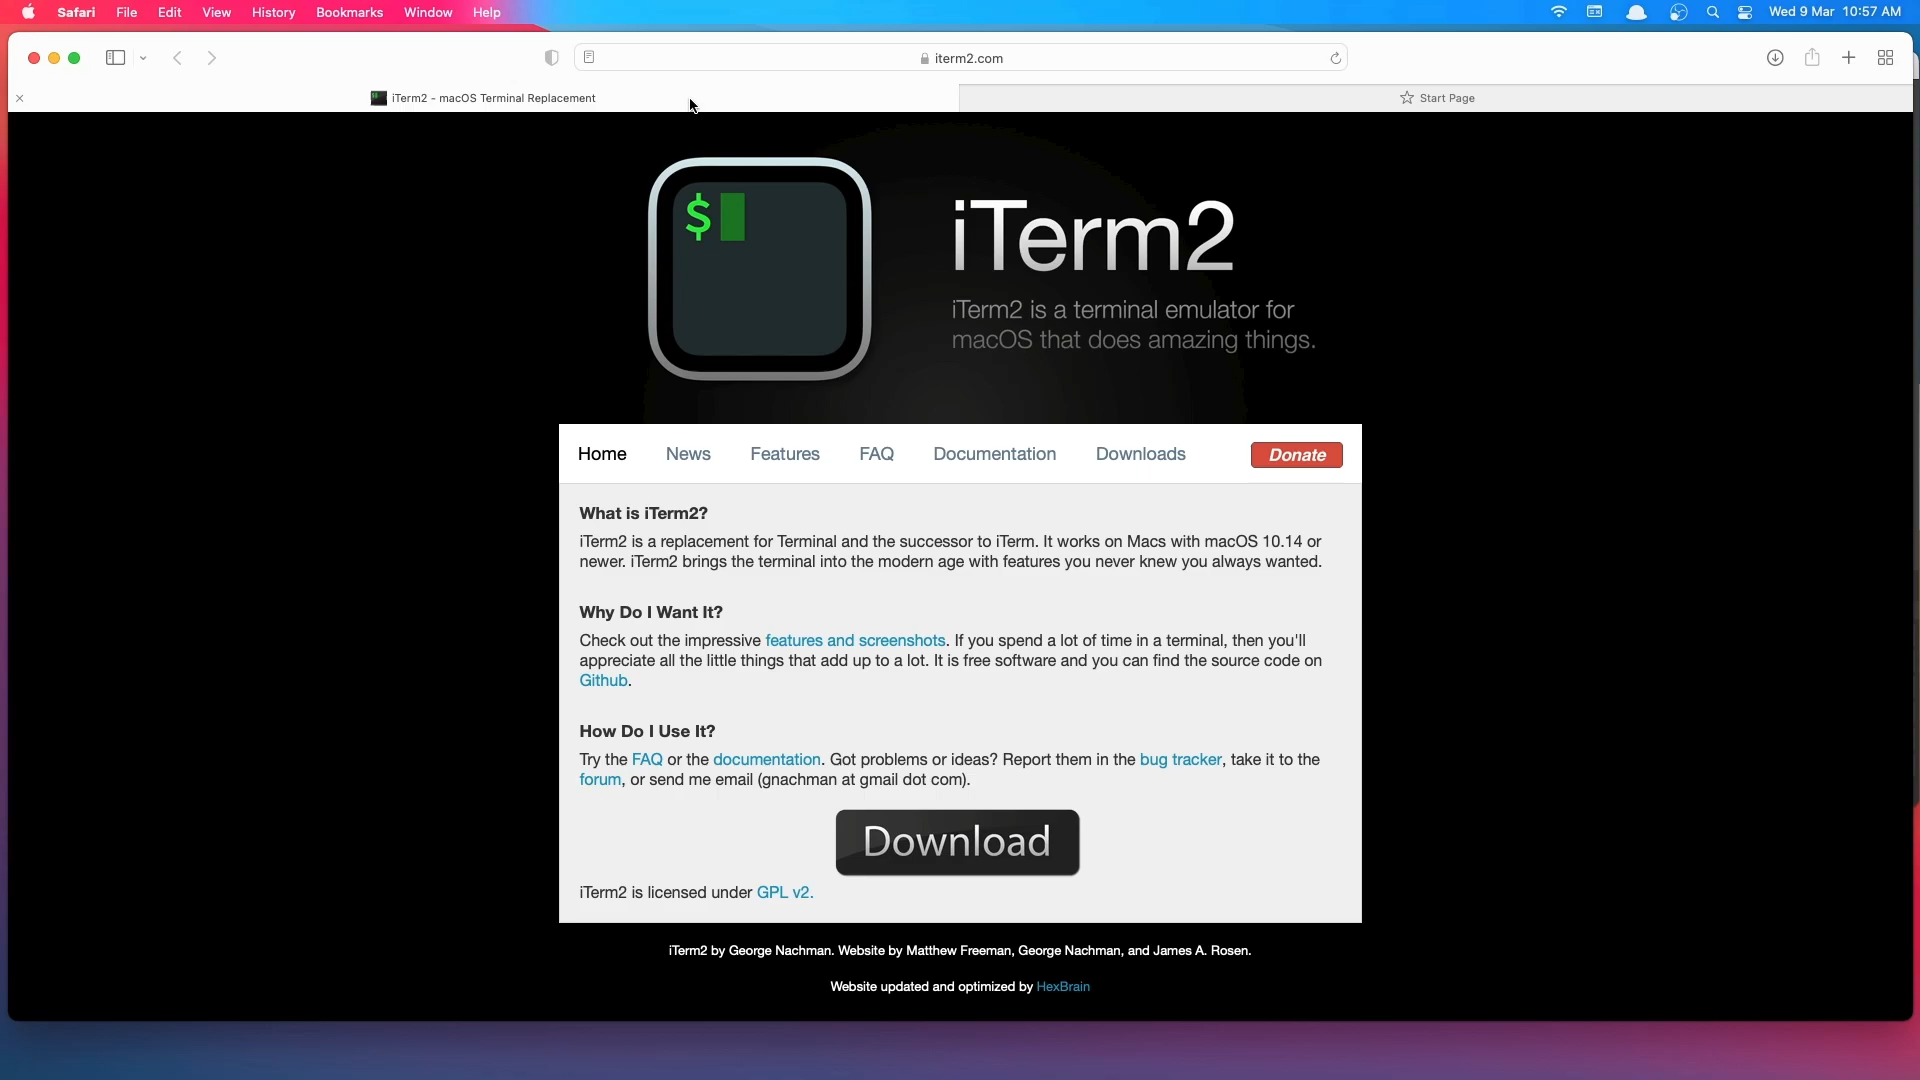 Safari File Edit View History Bookmarks Window Help Wed 9 Mar 10:57 AM
iterm2.com
iTerm2 - macOS Terminal Replacement Start Page
$
iTerm2
iTerm2 is a terminal emulator for
macOS that does amazing things.
Home News Features FAQ Documentation Downloads Donate
What is iTerm2?
iTerm2 is a replacement for Terminal and the successor to iTerm. It works on Macs with macOS 10.14 or
newer. iTerm2 brings the terminal into the modern age with features you never knew you always wanted.
Why Do I Want It?
Check out the impressive features and screenshots. If you spend a lot of time in a terminal, then you'll
appreciate all the little things that add up to a lot. It is free software and you can find the source code on
Github.
How Do I Use It?
Try the FAQ or the documentation. Got problems or ideas? Report them in the bug tracker, take it to the
forum, or send me email (gnachman at gmail dot com).
Download
iTerm2 is licensed under GPL v2.
iTerm2 by George Nachman. Website by Matthew Freeman, George Nachman, and James A. Rosen.
Website updated and optimized by HexBrain